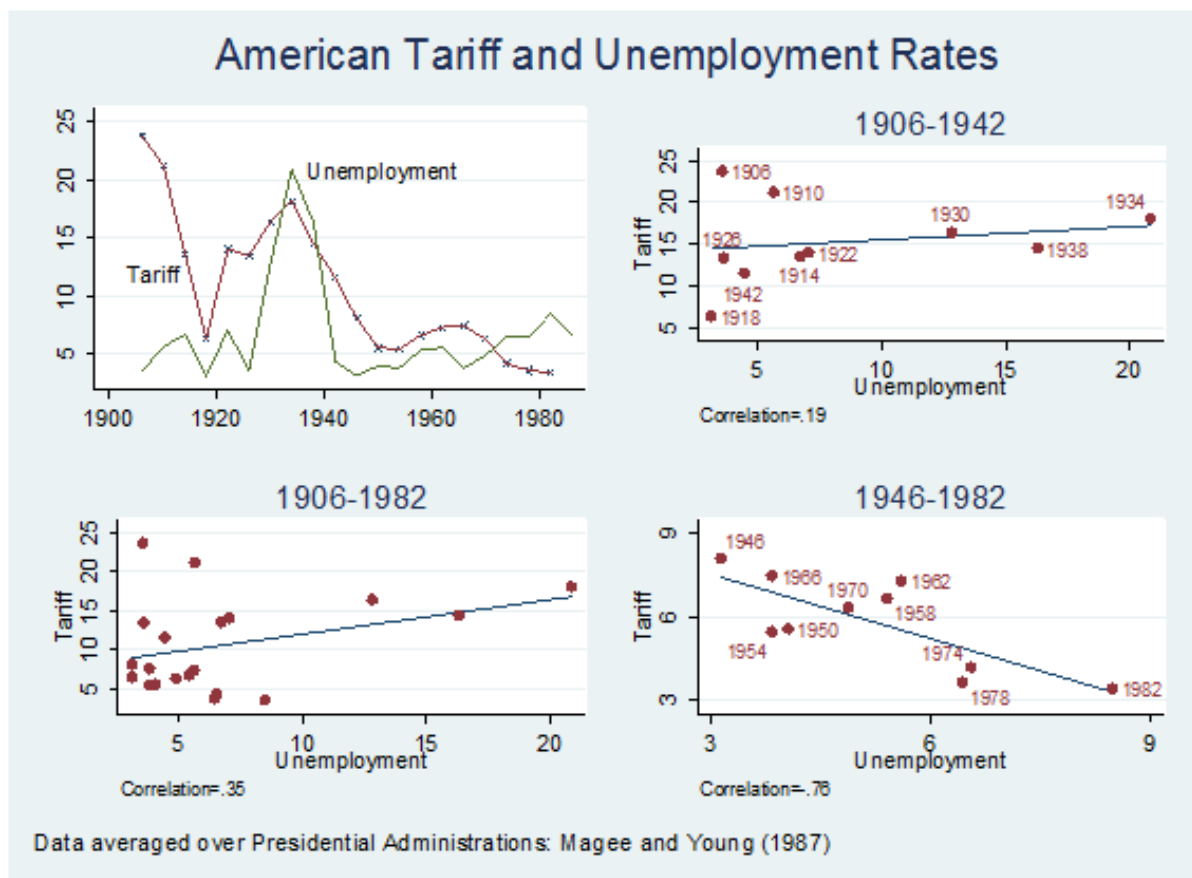 American Tariff and Unemployment Rates
25
20
15
10
5
Unemployment
Tariff
1900 1920 1940 1960 1980
1906-1942
Tariff
25
20
15
10
5
1906
1910
1934
1930
1926
1922
1938
1914
1942
1918
5 10 15 20
Unemployment
Correlation=.19
1906-1982
Tariff
25
20
15
10
5
5 10 15 20
Unemployment
Correlation=.35
1946-1982
Tariff
9
6
3
1946
1966
1970
1962
1958
1950
1954
1974
1978
1982
3 6 9
Unemployment
Correlation=-.76
Data averaged over Presidential Administrations: Magee and Young (1987)